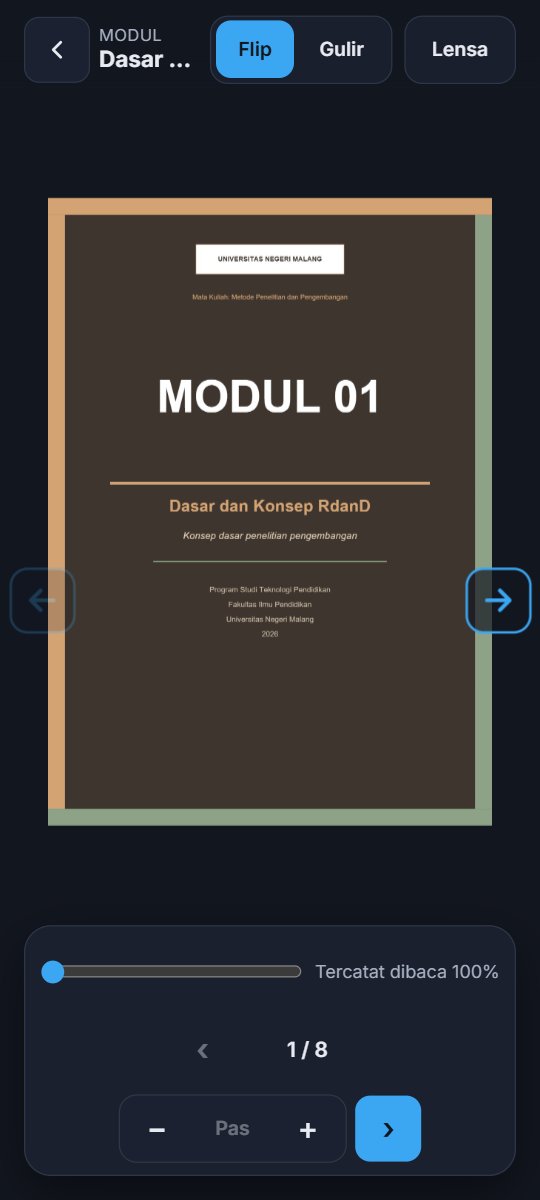 MODUL
Dasar ...
Flip
Gulir
Lensa
UNIVERSITAS NEGERI MALANG
Mata Kuliah: Metode Penelitian dan Pengembangan
MODUL 01
Dasar dan Konsep RdanD
Konsep dasar penelitian pengembangan
Program Studi Teknologi Pendidikan
Fakultas Ilmu Pendidikan
Universitas Negeri Malang
2026
Tercatat dibaca 100%
1 / 8
Pas